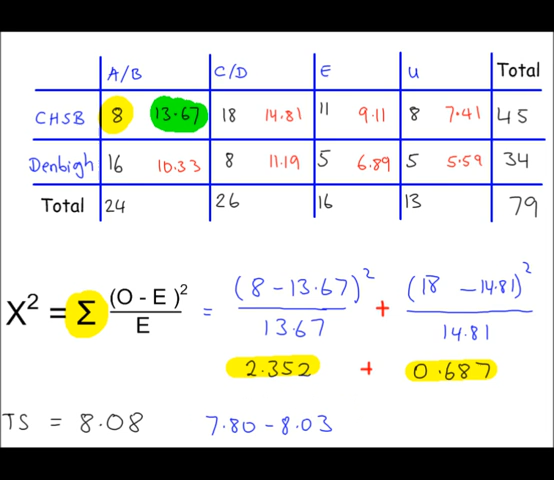 A/B C/D E U Total
CHSB 8 13.67 18 14.81 11 9.11 8 7.41 45
Denbigh 16 10.33 8 11.19 5 6.89 5 5.59 34
Total 24 26 16 13 79
X² = Σ (O - E)² / E = (8 - 13.67)² / 13.67 + (18 - 14.81)² / 14.81
2.352 + 0.687
TS = 8.08 7.80 - 8.03